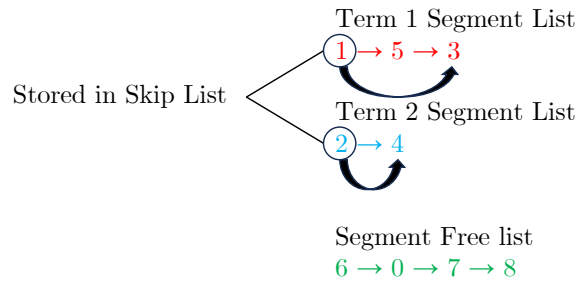 Term 1 Segment List
1 → 5 → 3
Stored in Skip List
Term 2 Segment List
2 → 4
Segment Free list
6 → 0 → 7 → 8